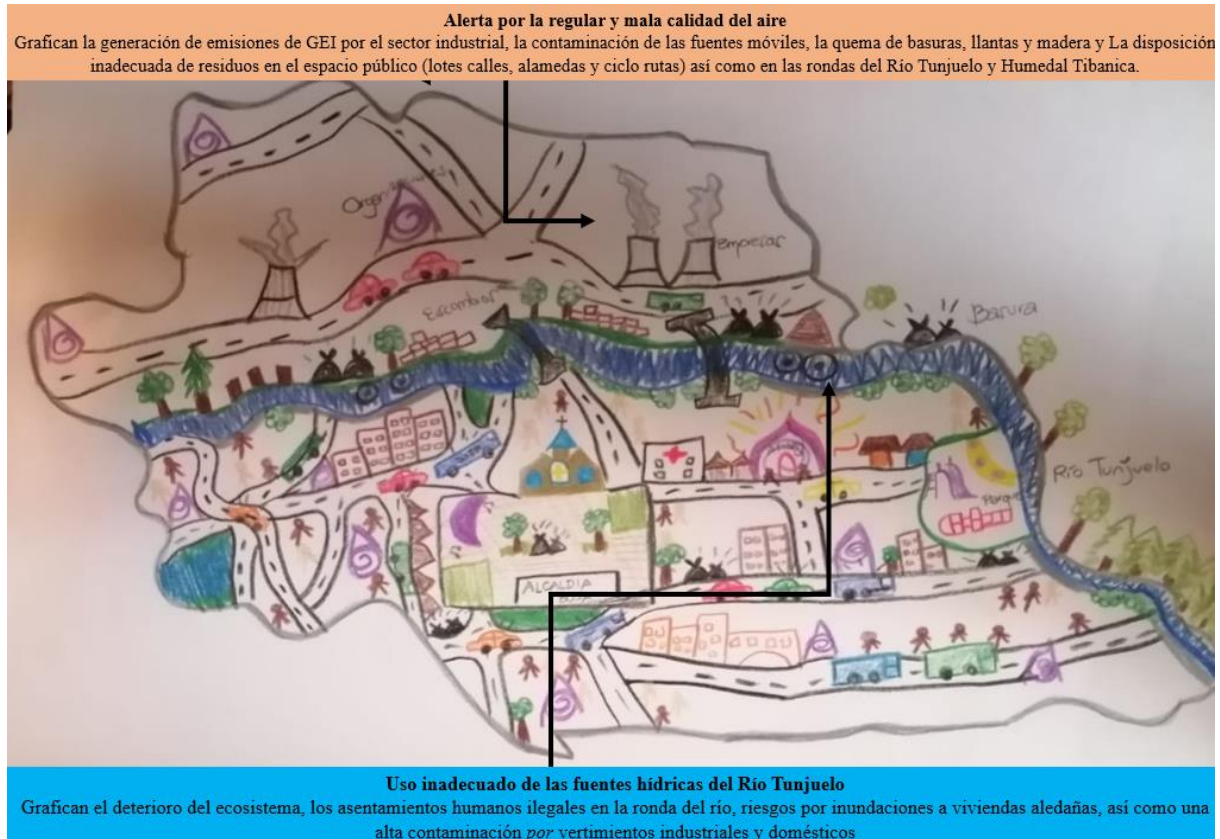 Alerta por la regular y mala calidad del aire
Grafican la generación de emisiones de GEI por el sector industrial, la contaminación de las fuentes móviles, la quema de basuras, llantas y madera y La disposición
inadecuada de residuos en el espacio público (lotes calles, alamedas y ciclo rutas) así como en las rondas del Río Tunjuelo y Humedal Tibanica.
Empresas
Escombros
Basura
Río Tunjuelo
Parque
ALCALDIA
Uso inadecuado de las fuentes hídricas del Río Tunjuelo
Grafican el deterioro del ecosistema, los asentamientos humanos ilegales en la ronda del río, riesgos por inundaciones a viviendas aledañas, así como una
alta contaminación por vertimientos industriales y domésticos